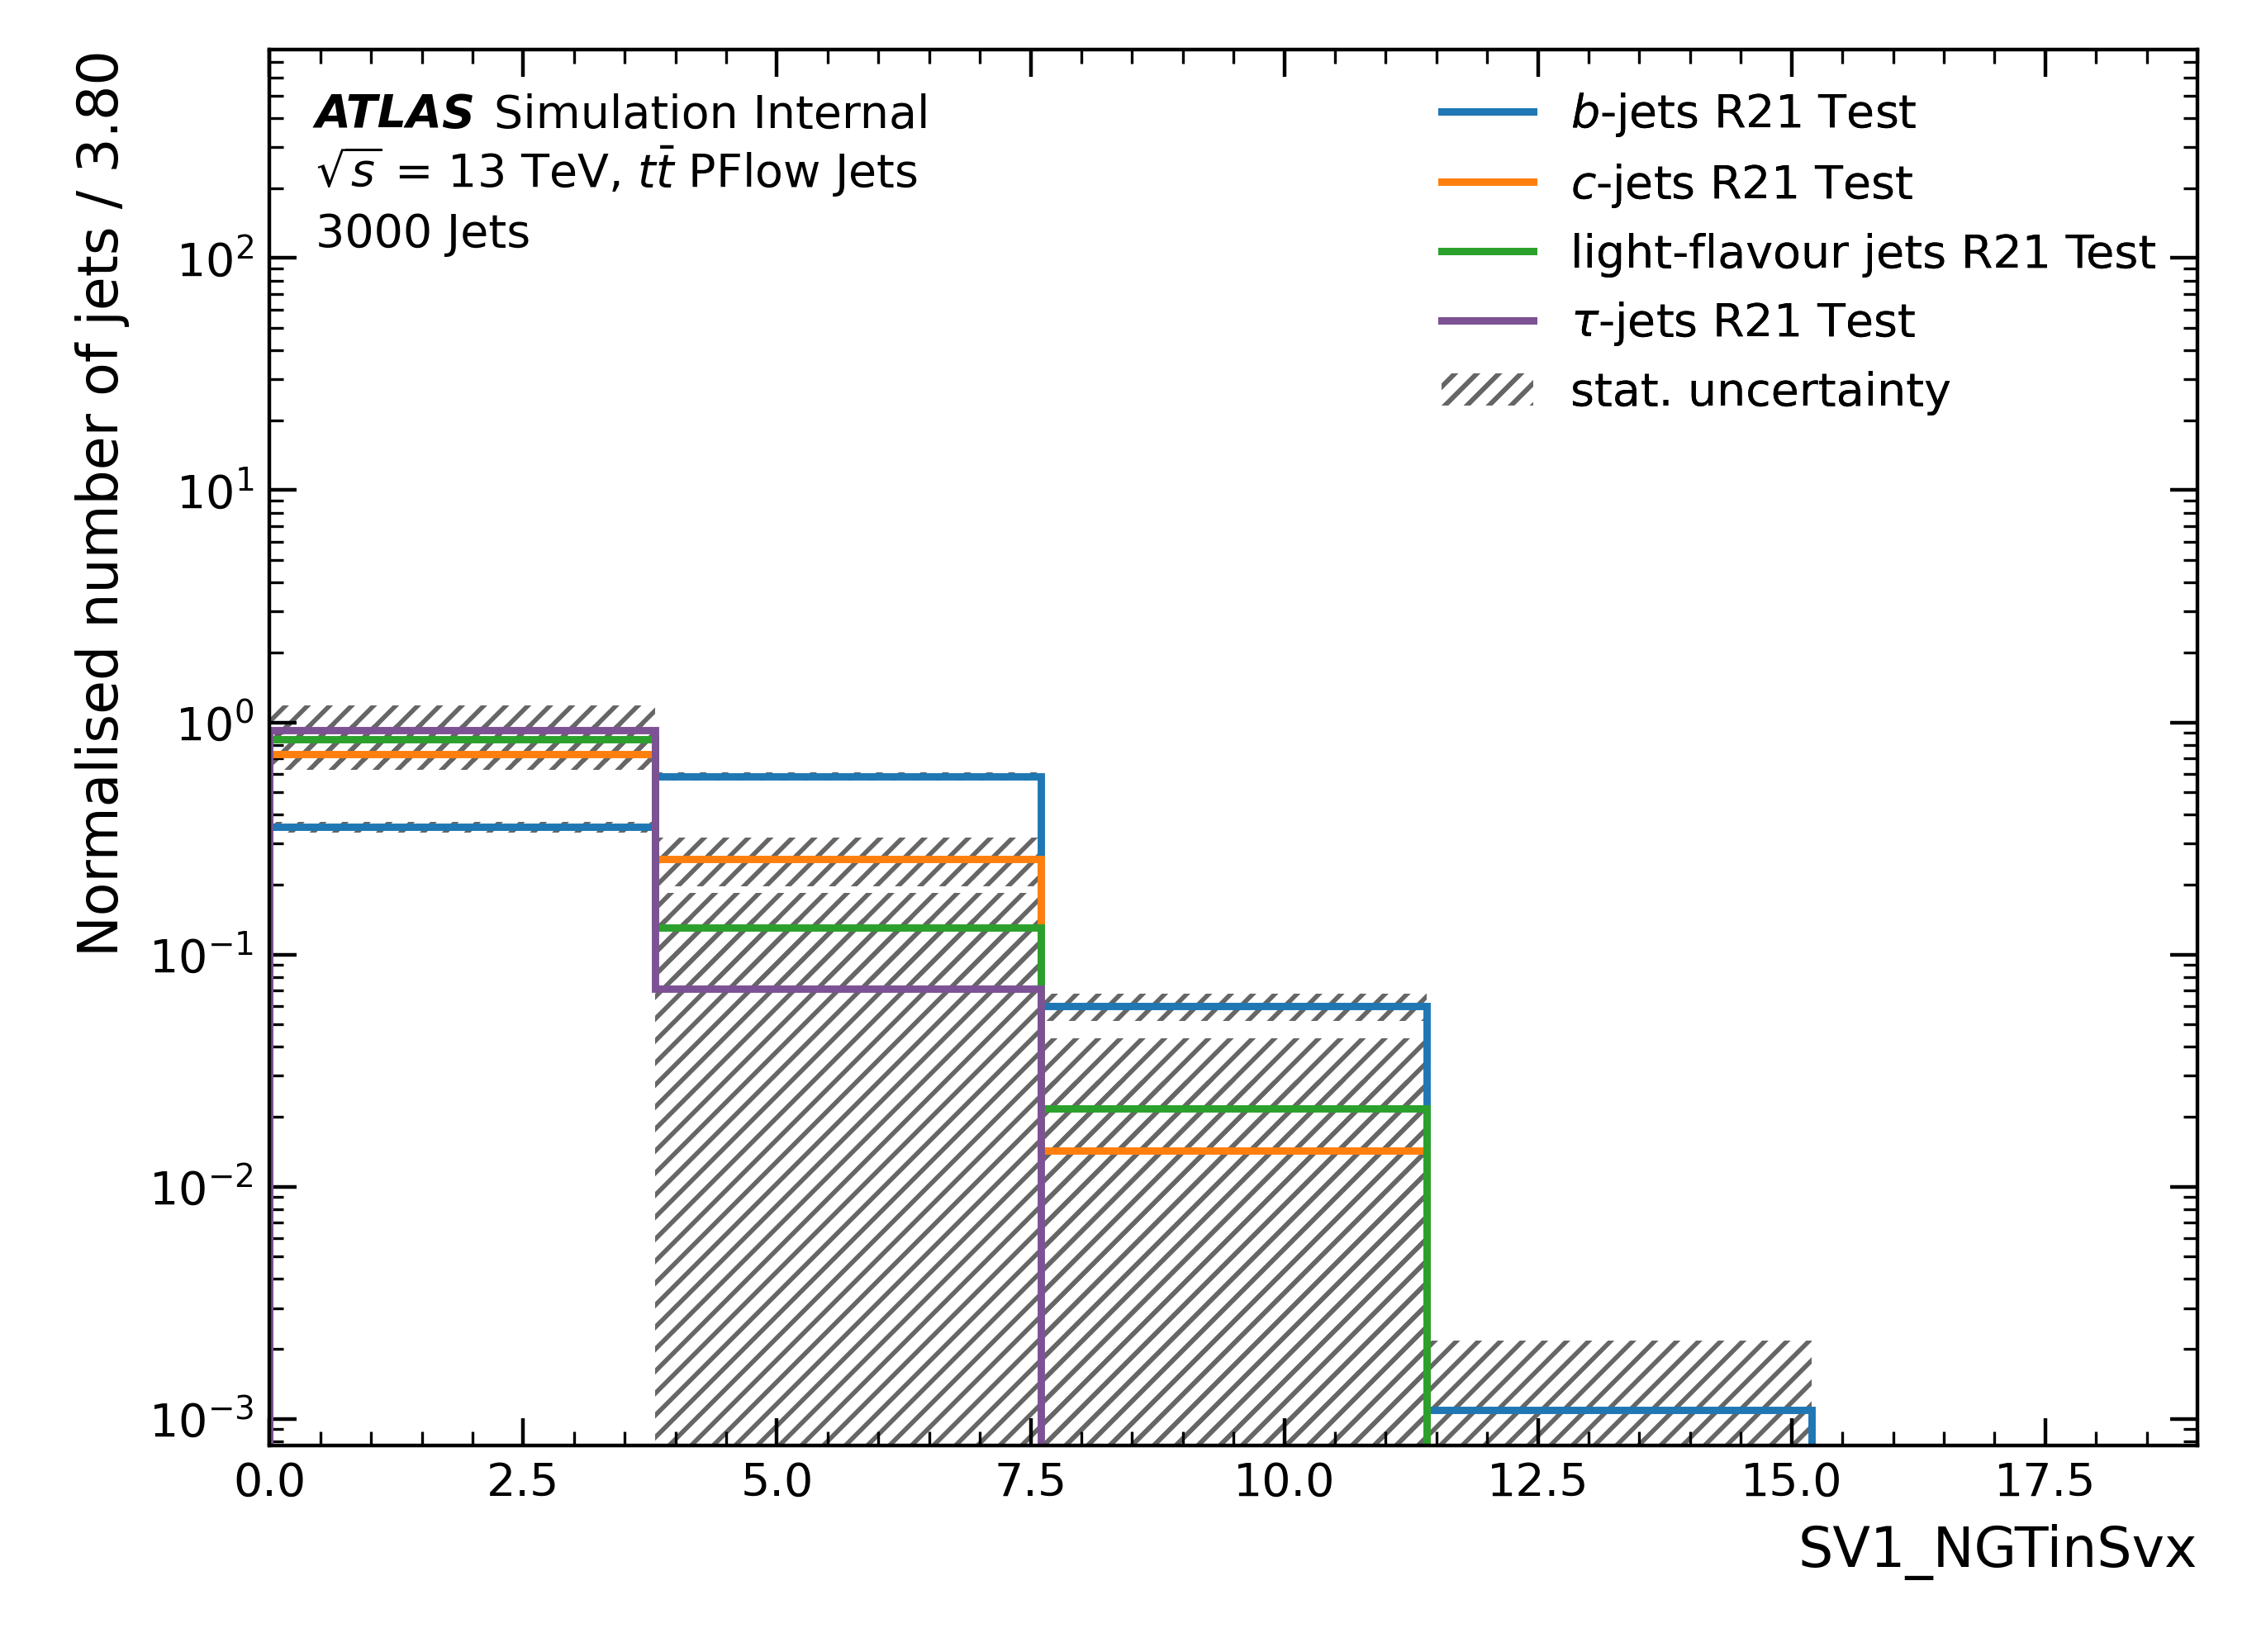 Normalised number of jets / 3.80
ATLAS Simulation Internal
√s = 13 TeV, tt̄ PFlow Jets
3000 Jets
b-jets R21 Test
c-jets R21 Test
light-flavour jets R21 Test
τ-jets R21 Test
stat. uncertainty
10²
10¹
10⁰
10⁻¹
10⁻²
10⁻³
0.0 2.5 5.0 7.5 10.0 12.5 15.0 17.5
SV1_NGTinSvx